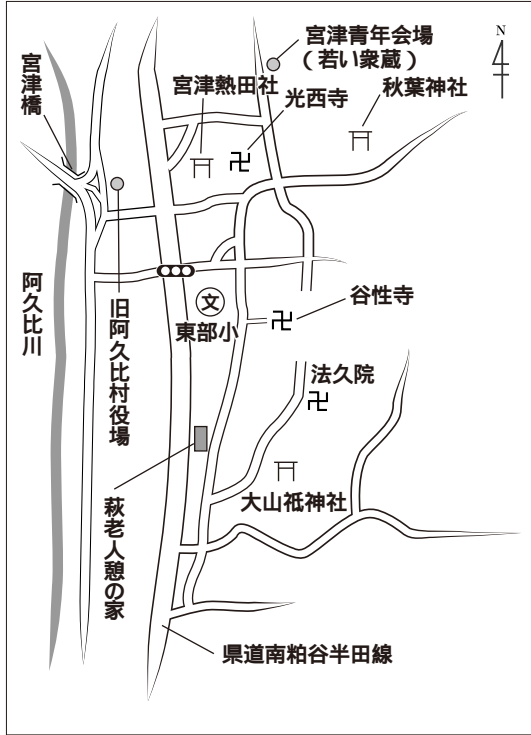 宮津青年会場
（若い衆蔵）
N
宮津橋
宮津熱田社
光西寺
秋葉神社
阿久比川
旧阿久比村役場
文
東部小
谷性寺
法久院
大山祗神社
萩老人憩の家
県道南粕谷半田線